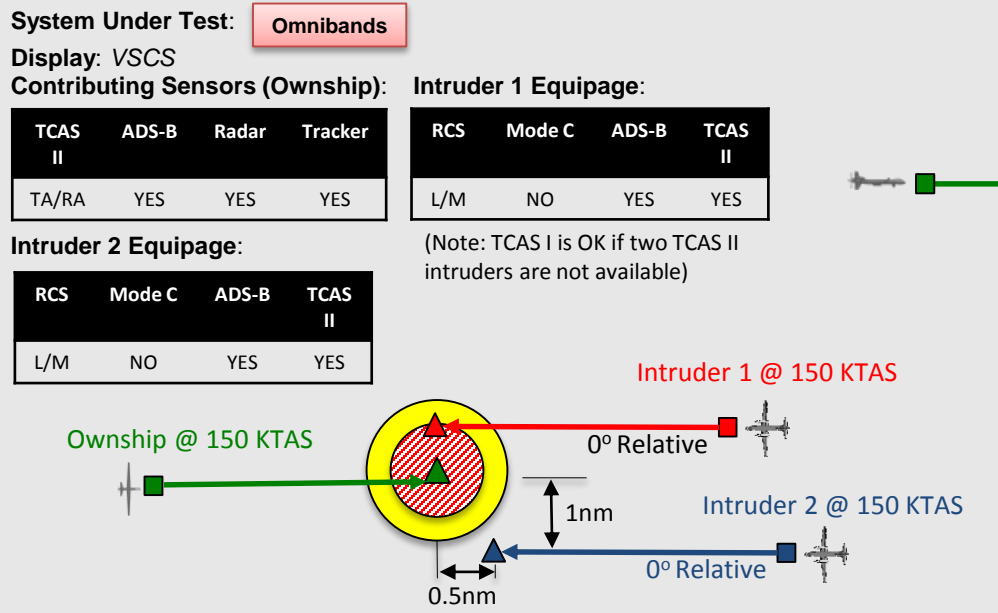 System Under Test:
Omnibands
Display: VSCS
Contributing Sensors (Ownship):
TCAS II ADS-B Radar Tracker
TA/RA YES YES YES
Intruder 1 Equipage:
RCS Mode C ADS-B TCAS II
L/M NO YES YES
(Note: TCAS I is OK if two TCAS II
intruders are not available)
Intruder 2 Equipage:
RCS Mode C ADS-B TCAS II
L/M NO YES YES
Intruder 1 @ 150 KTAS
Ownship @ 150 KTAS
0° Relative
1nm
Intruder 2 @ 150 KTAS
0° Relative
0.5nm